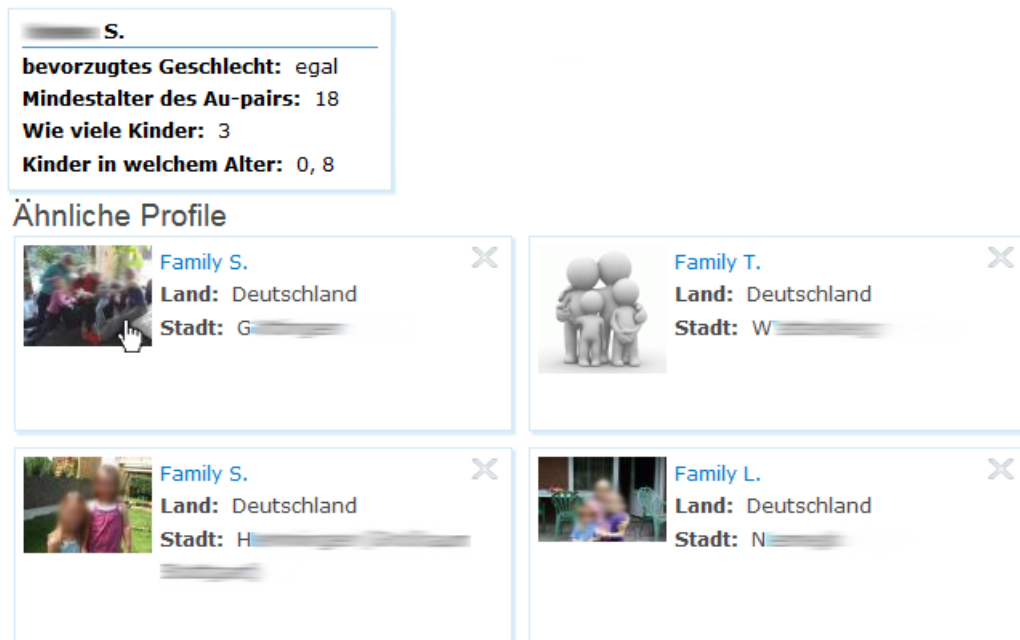 S.
bevorzugtes Geschlecht: egal
Mindestalter des Au-pairs: 18
Wie viele Kinder: 3
Kinder in welchem Alter: 0, 8
Ähnliche Profile
Family S.
Land: Deutschland
Stadt: G
Family T.
Land: Deutschland
Stadt: W
Family S.
Land: Deutschland
Stadt: H
Family L.
Land: Deutschland
Stadt: N